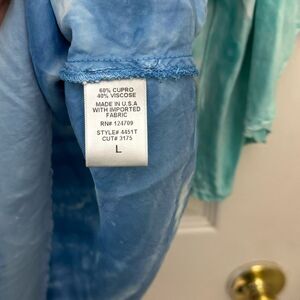 60% CUPRO
40% VISCOSE
MADE IN U.S.A
WITH IMPORTED
FABRIC
RN# 124709
STYLE# 4451T
CUT# 3175
L